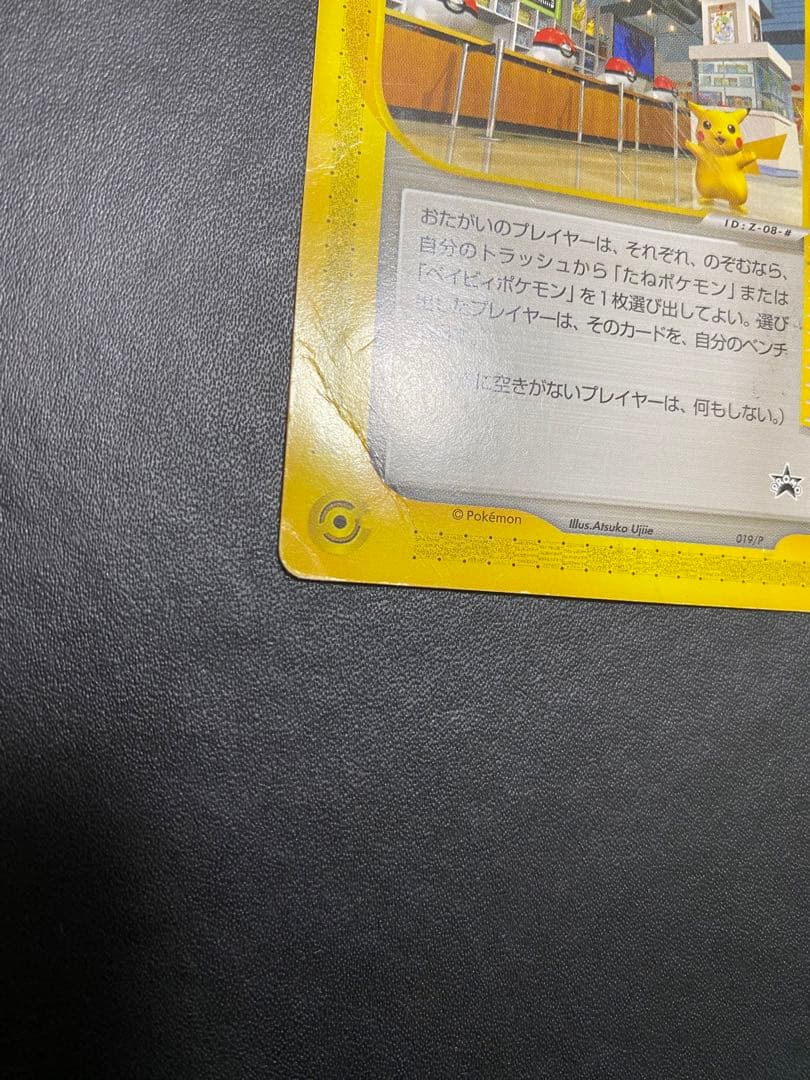 ID:Z-08-#
おたがいのプレイヤーは、それぞれ、のぞむなら、
自分のトラッシュから「たねポケモン」または
「ベイビィポケモン」を1枚選び出してよい。選び
出したプレイヤーは、そのカードを、自分のベンチ
に空きがないプレイヤーは、何もしない。)
PROMO
© Pokémon
Illus.Atsuko Ujiie
019/P